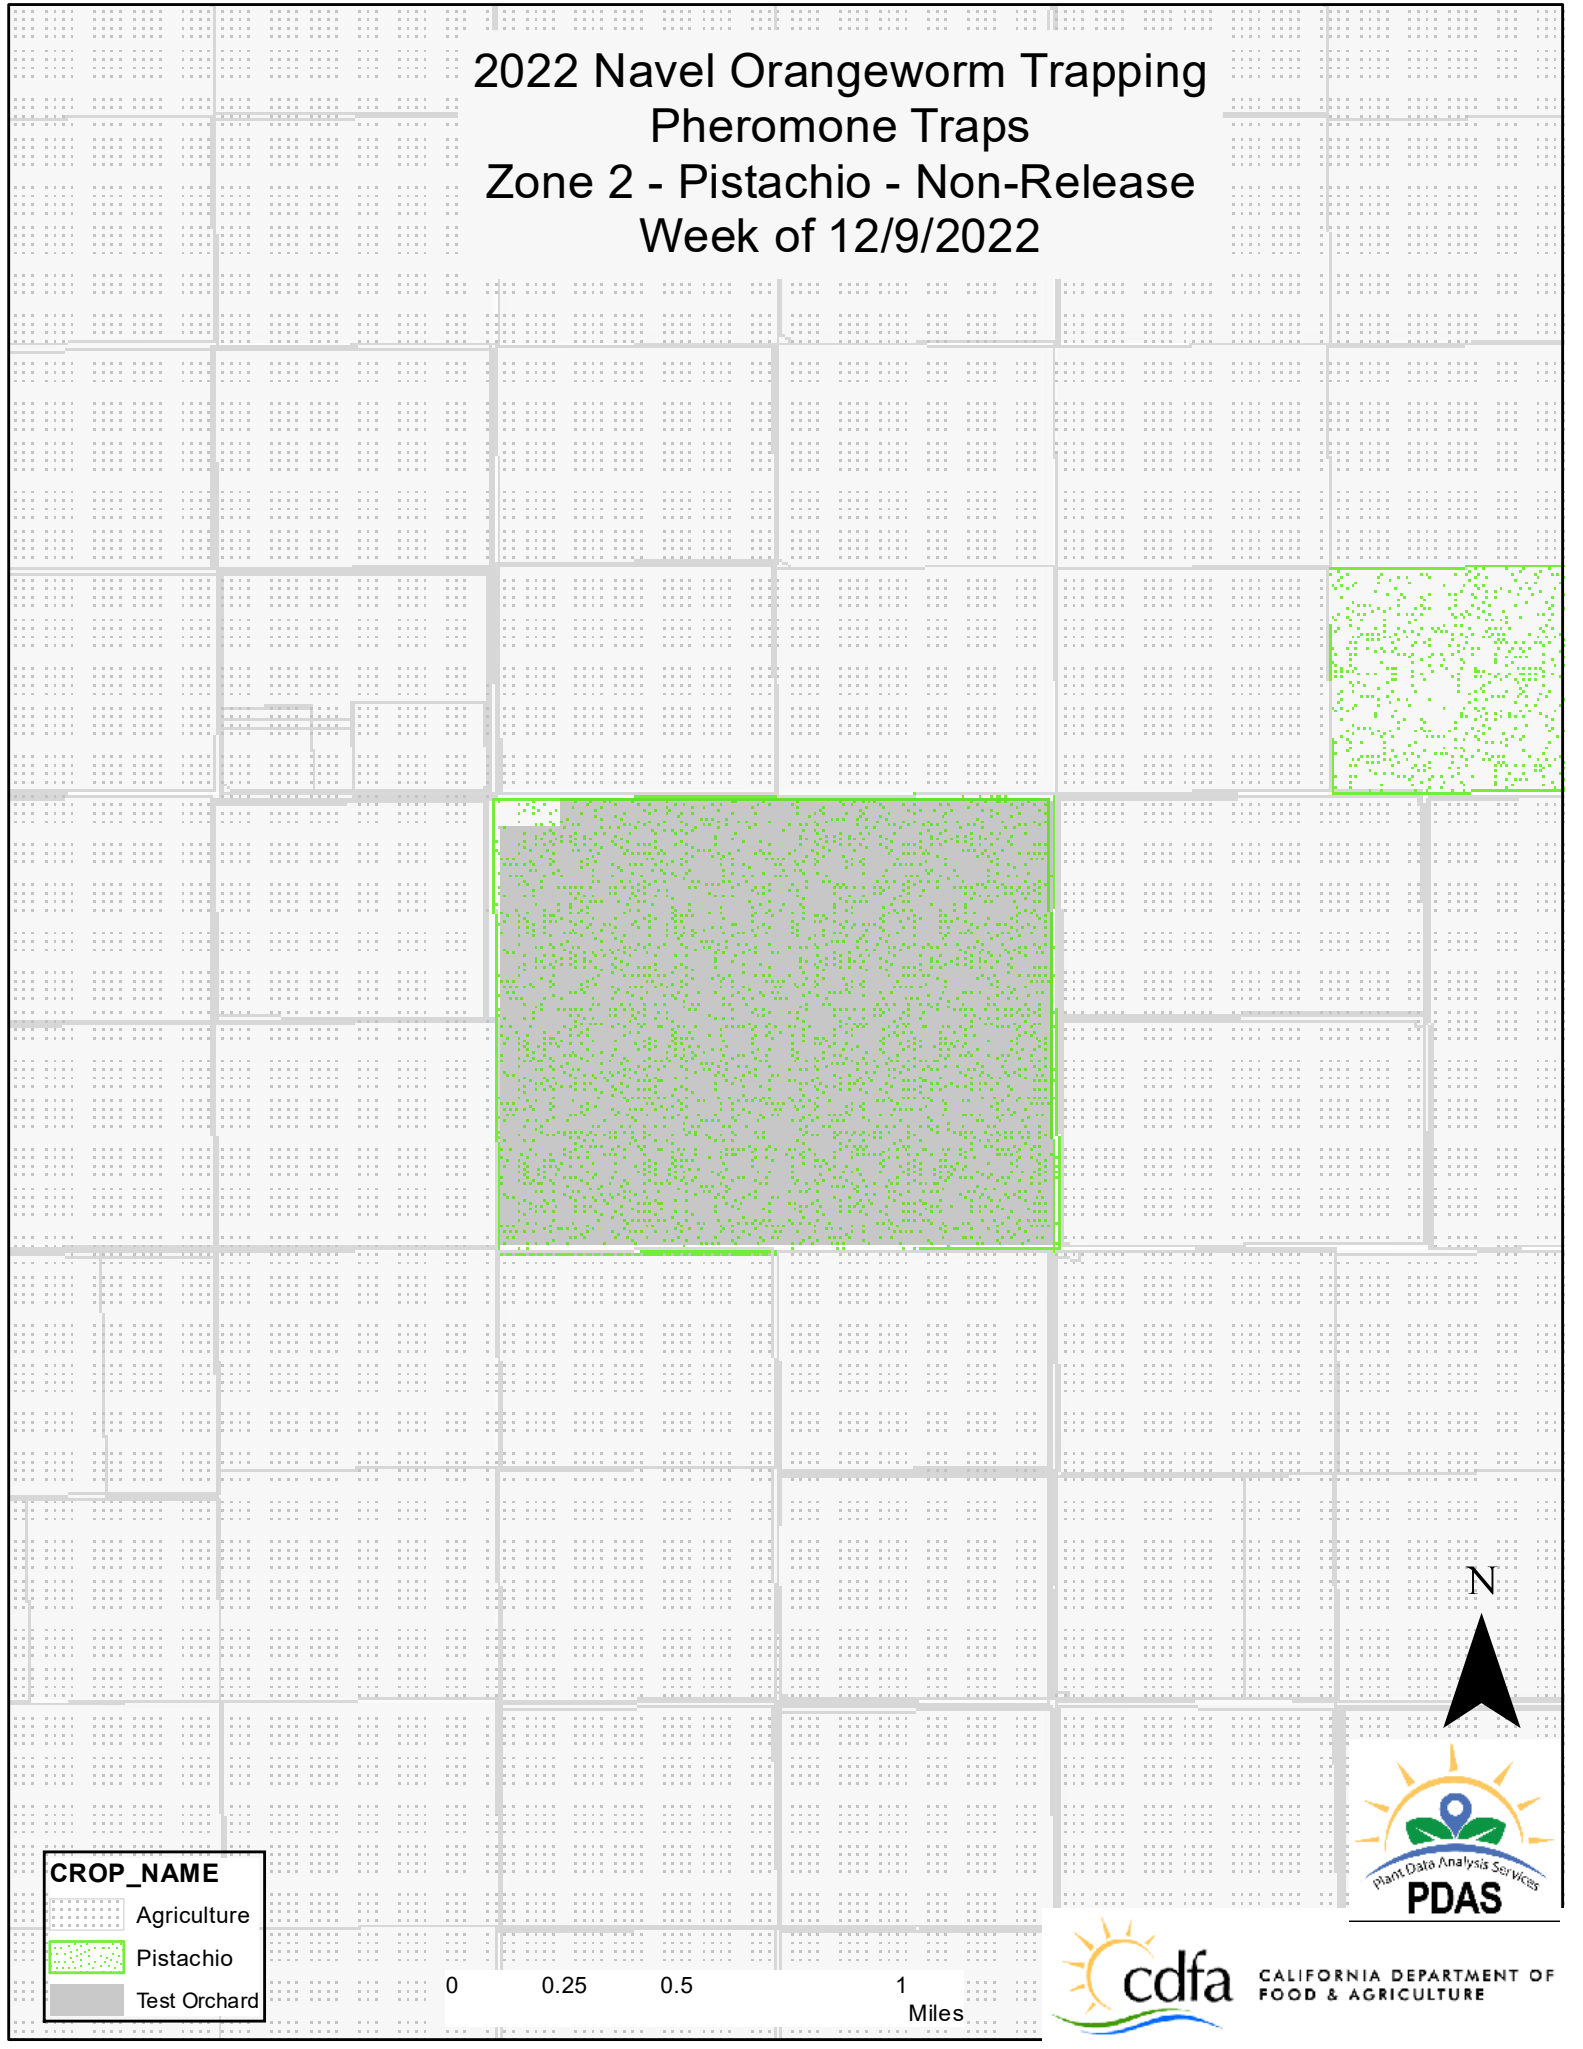 2022 Navel Orangeworm Trapping
Pheromone Traps
Zone 2 - Pistachio - Non-Release
Week of 12/9/2022
N
Plant Data Analysis Services
PDAS
CROP_NAME
Agriculture
Pistachio
Test Orchard
0 0.25 0.5 1
Miles
cdfa
CALIFORNIA DEPARTMENT OF
FOOD & AGRICULTURE